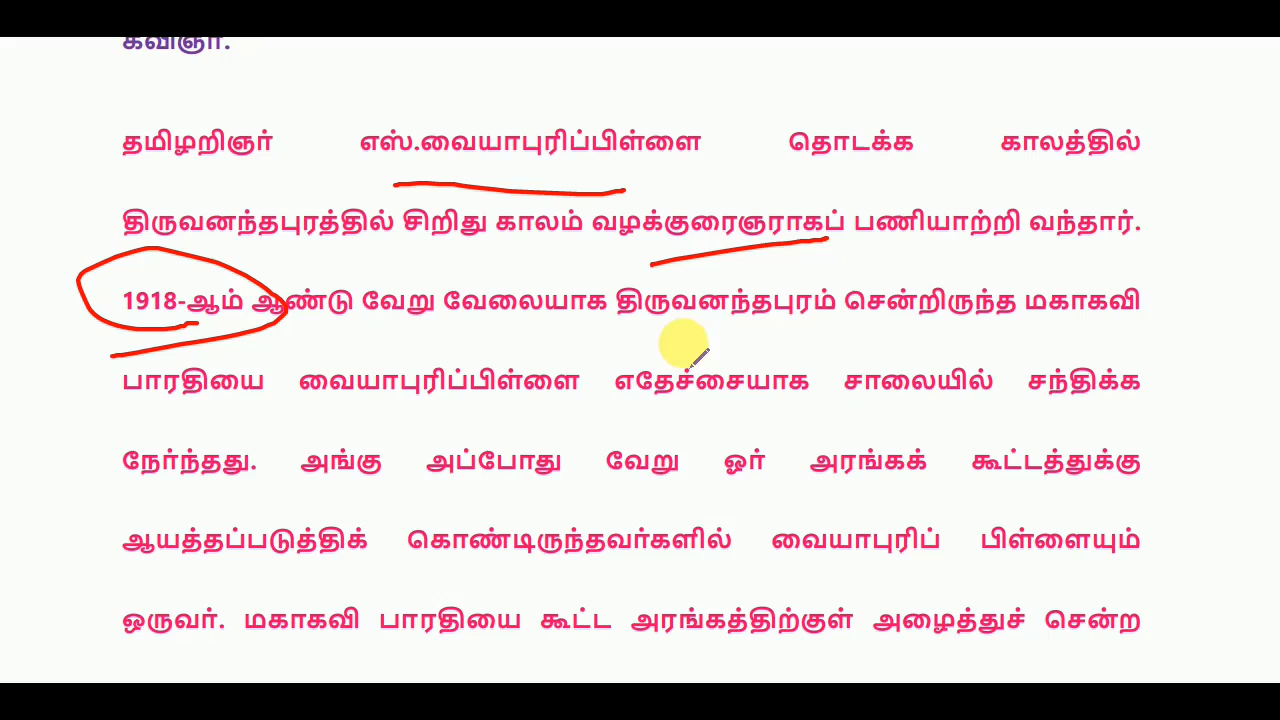 கவிஞர்.
தமிழறிஞர் எஸ்.வையாபுரிப்பிள்ளை தொடக்க காலத்தில்
திருவனந்தபுரத்தில் சிறிது காலம் வழக்குரைஞராகப் பணியாற்றி வந்தார்.
1918-ஆம் ஆண்டு வேறு வேலையாக திருவனந்தபுரம் சென்றிருந்த மகாகவி
பாரதியை வையாபுரிப்பிள்ளை எதேச்சையாக சாலையில் சந்திக்க
நேர்ந்தது. அங்கு அப்போது வேறு ஓர் அரங்கக் கூட்டத்துக்கு
ஆயத்தப்படுத்திக் கொண்டிருந்தவர்களில் வையாபுரிப் பிள்ளையும்
ஒருவர். மகாகவி பாரதியை கூட்ட அரங்கத்திற்குள் அழைத்துச் சென்ற